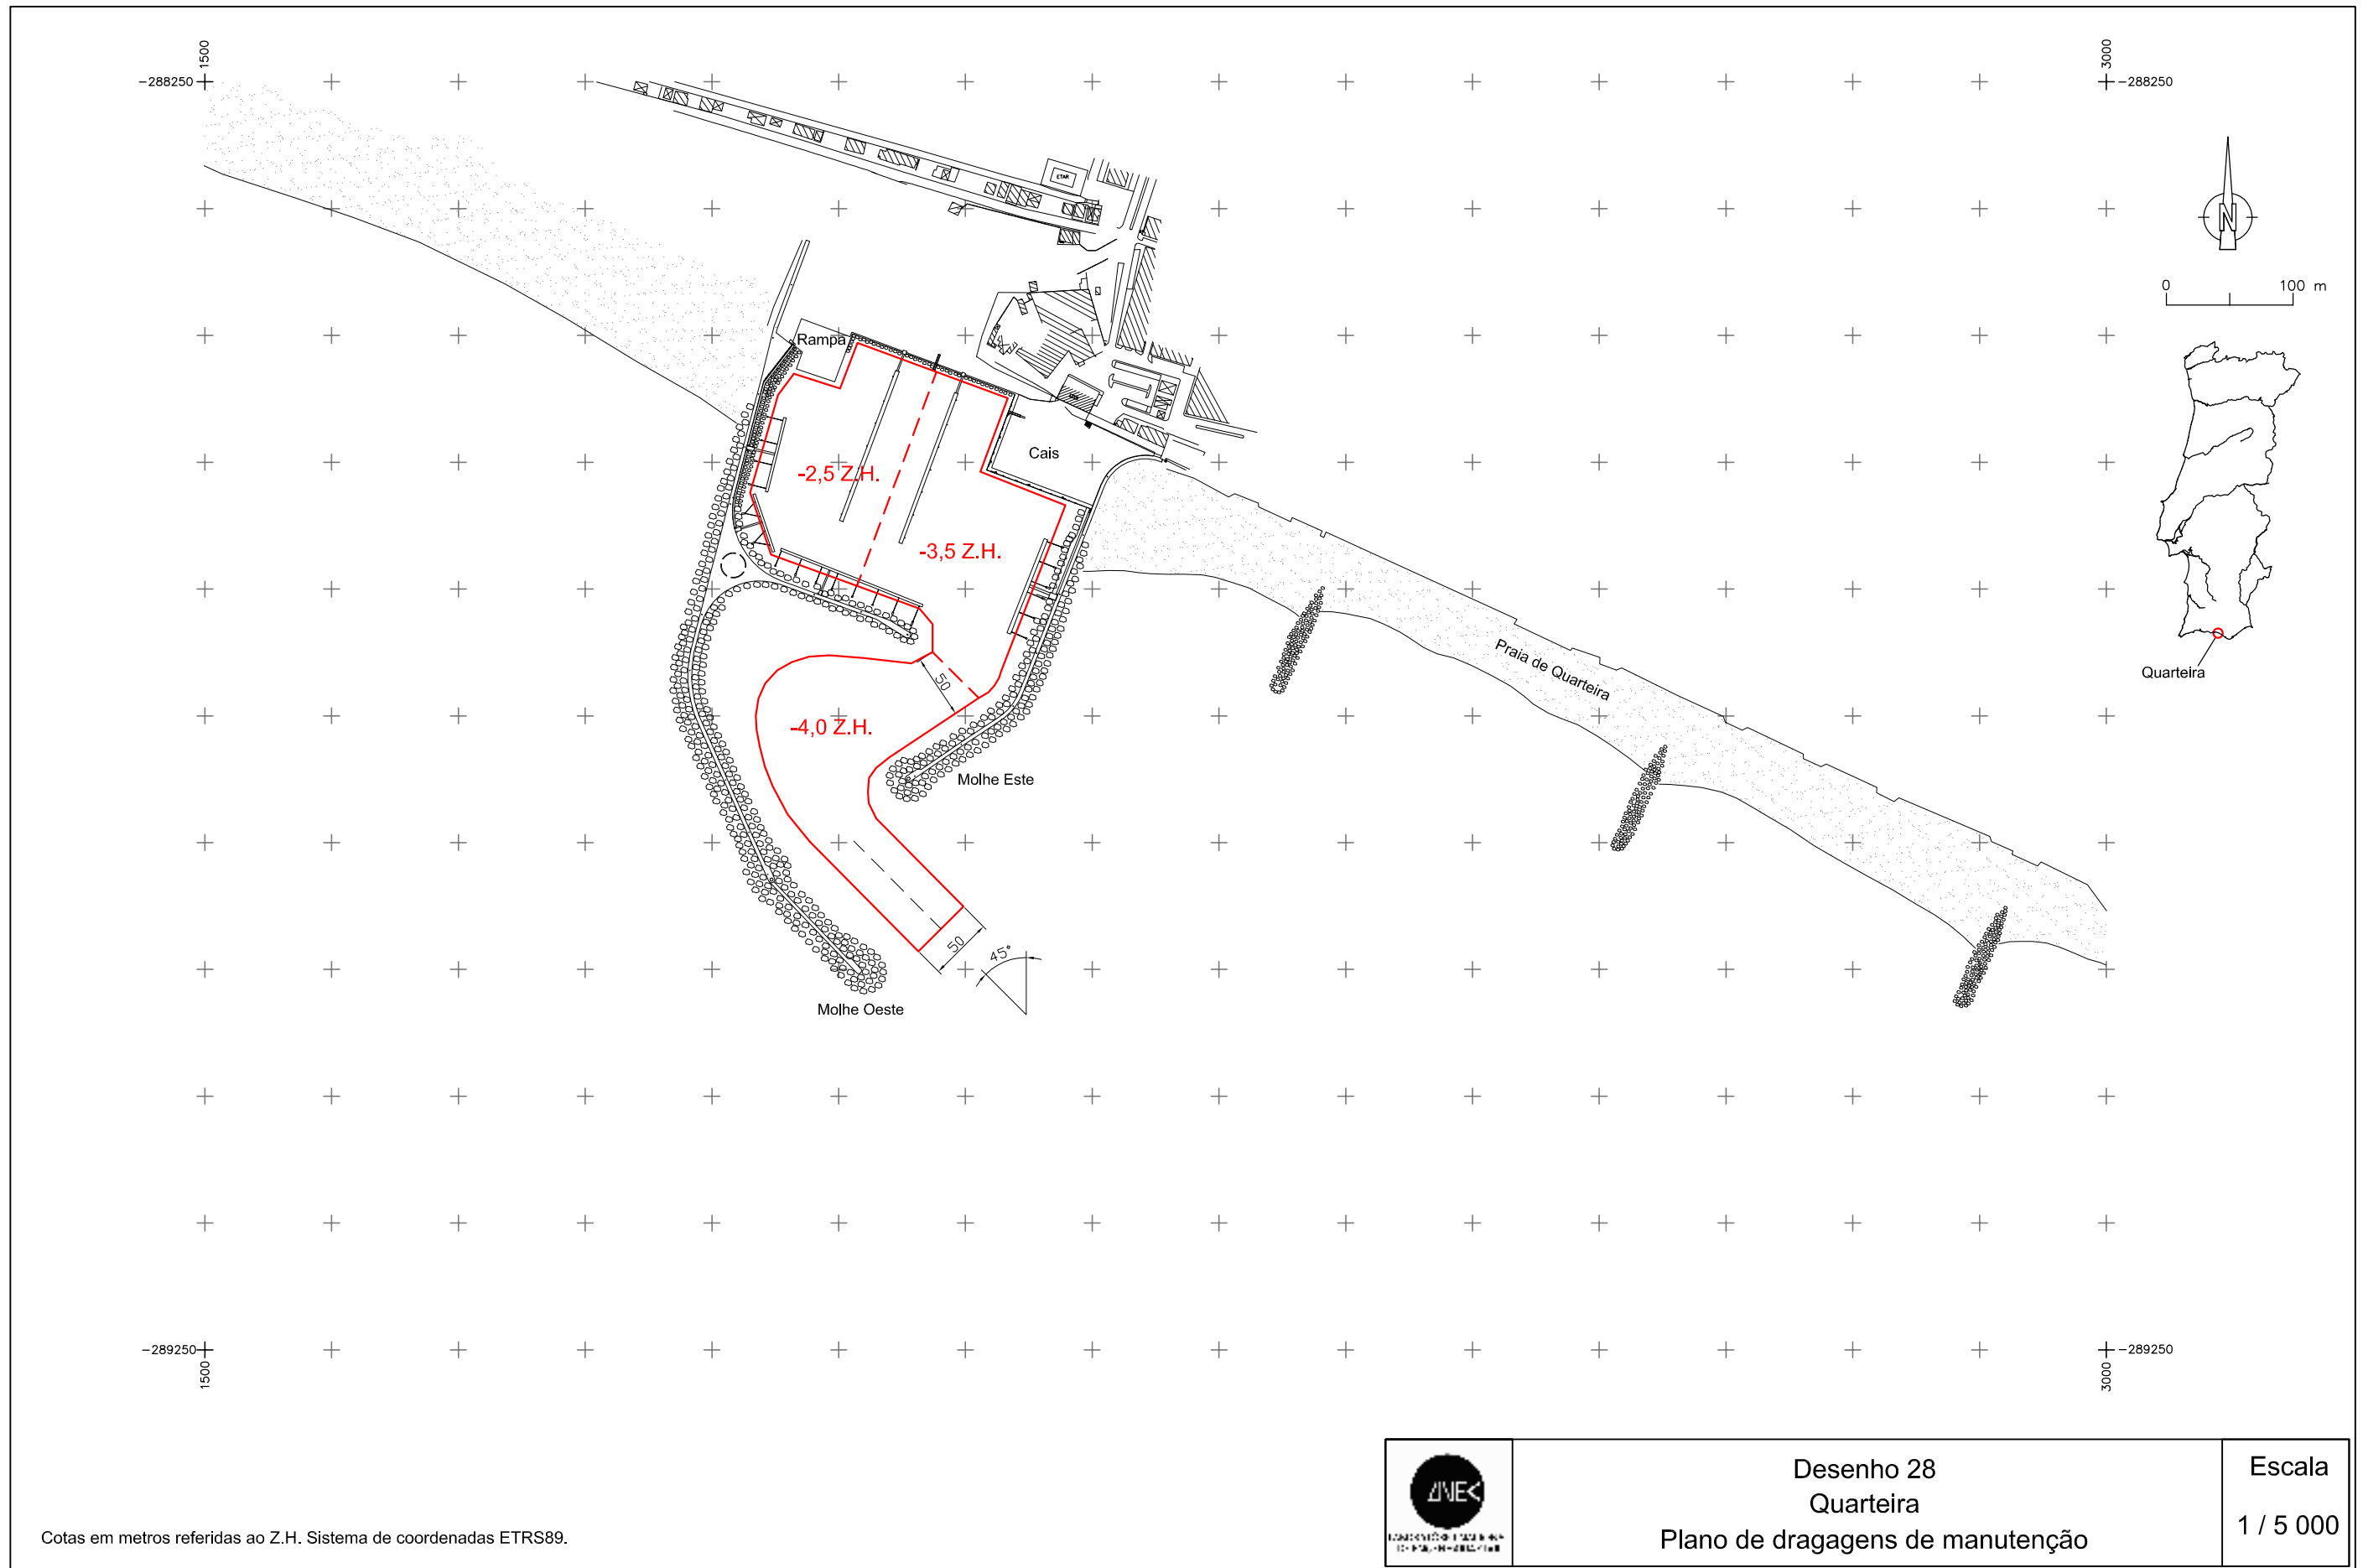 1500
3000
-288250
-288250
ETAR
N
0 100 m
Rampa
Cais
-2,5 Z.H.
-3,5 Z.H.
Praia de Quarteira
Quarteira
50
-4,0 Z.H.
Molhe Este
50
45°
Molhe Oeste
-289250
-289250
1500
3000
Desenho 28
Quarteira
Plano de dragagens de manutenção
Escala
1 / 5 000
LNEC
Cotas em metros referidas ao Z.H. Sistema de coordenadas ETRS89.